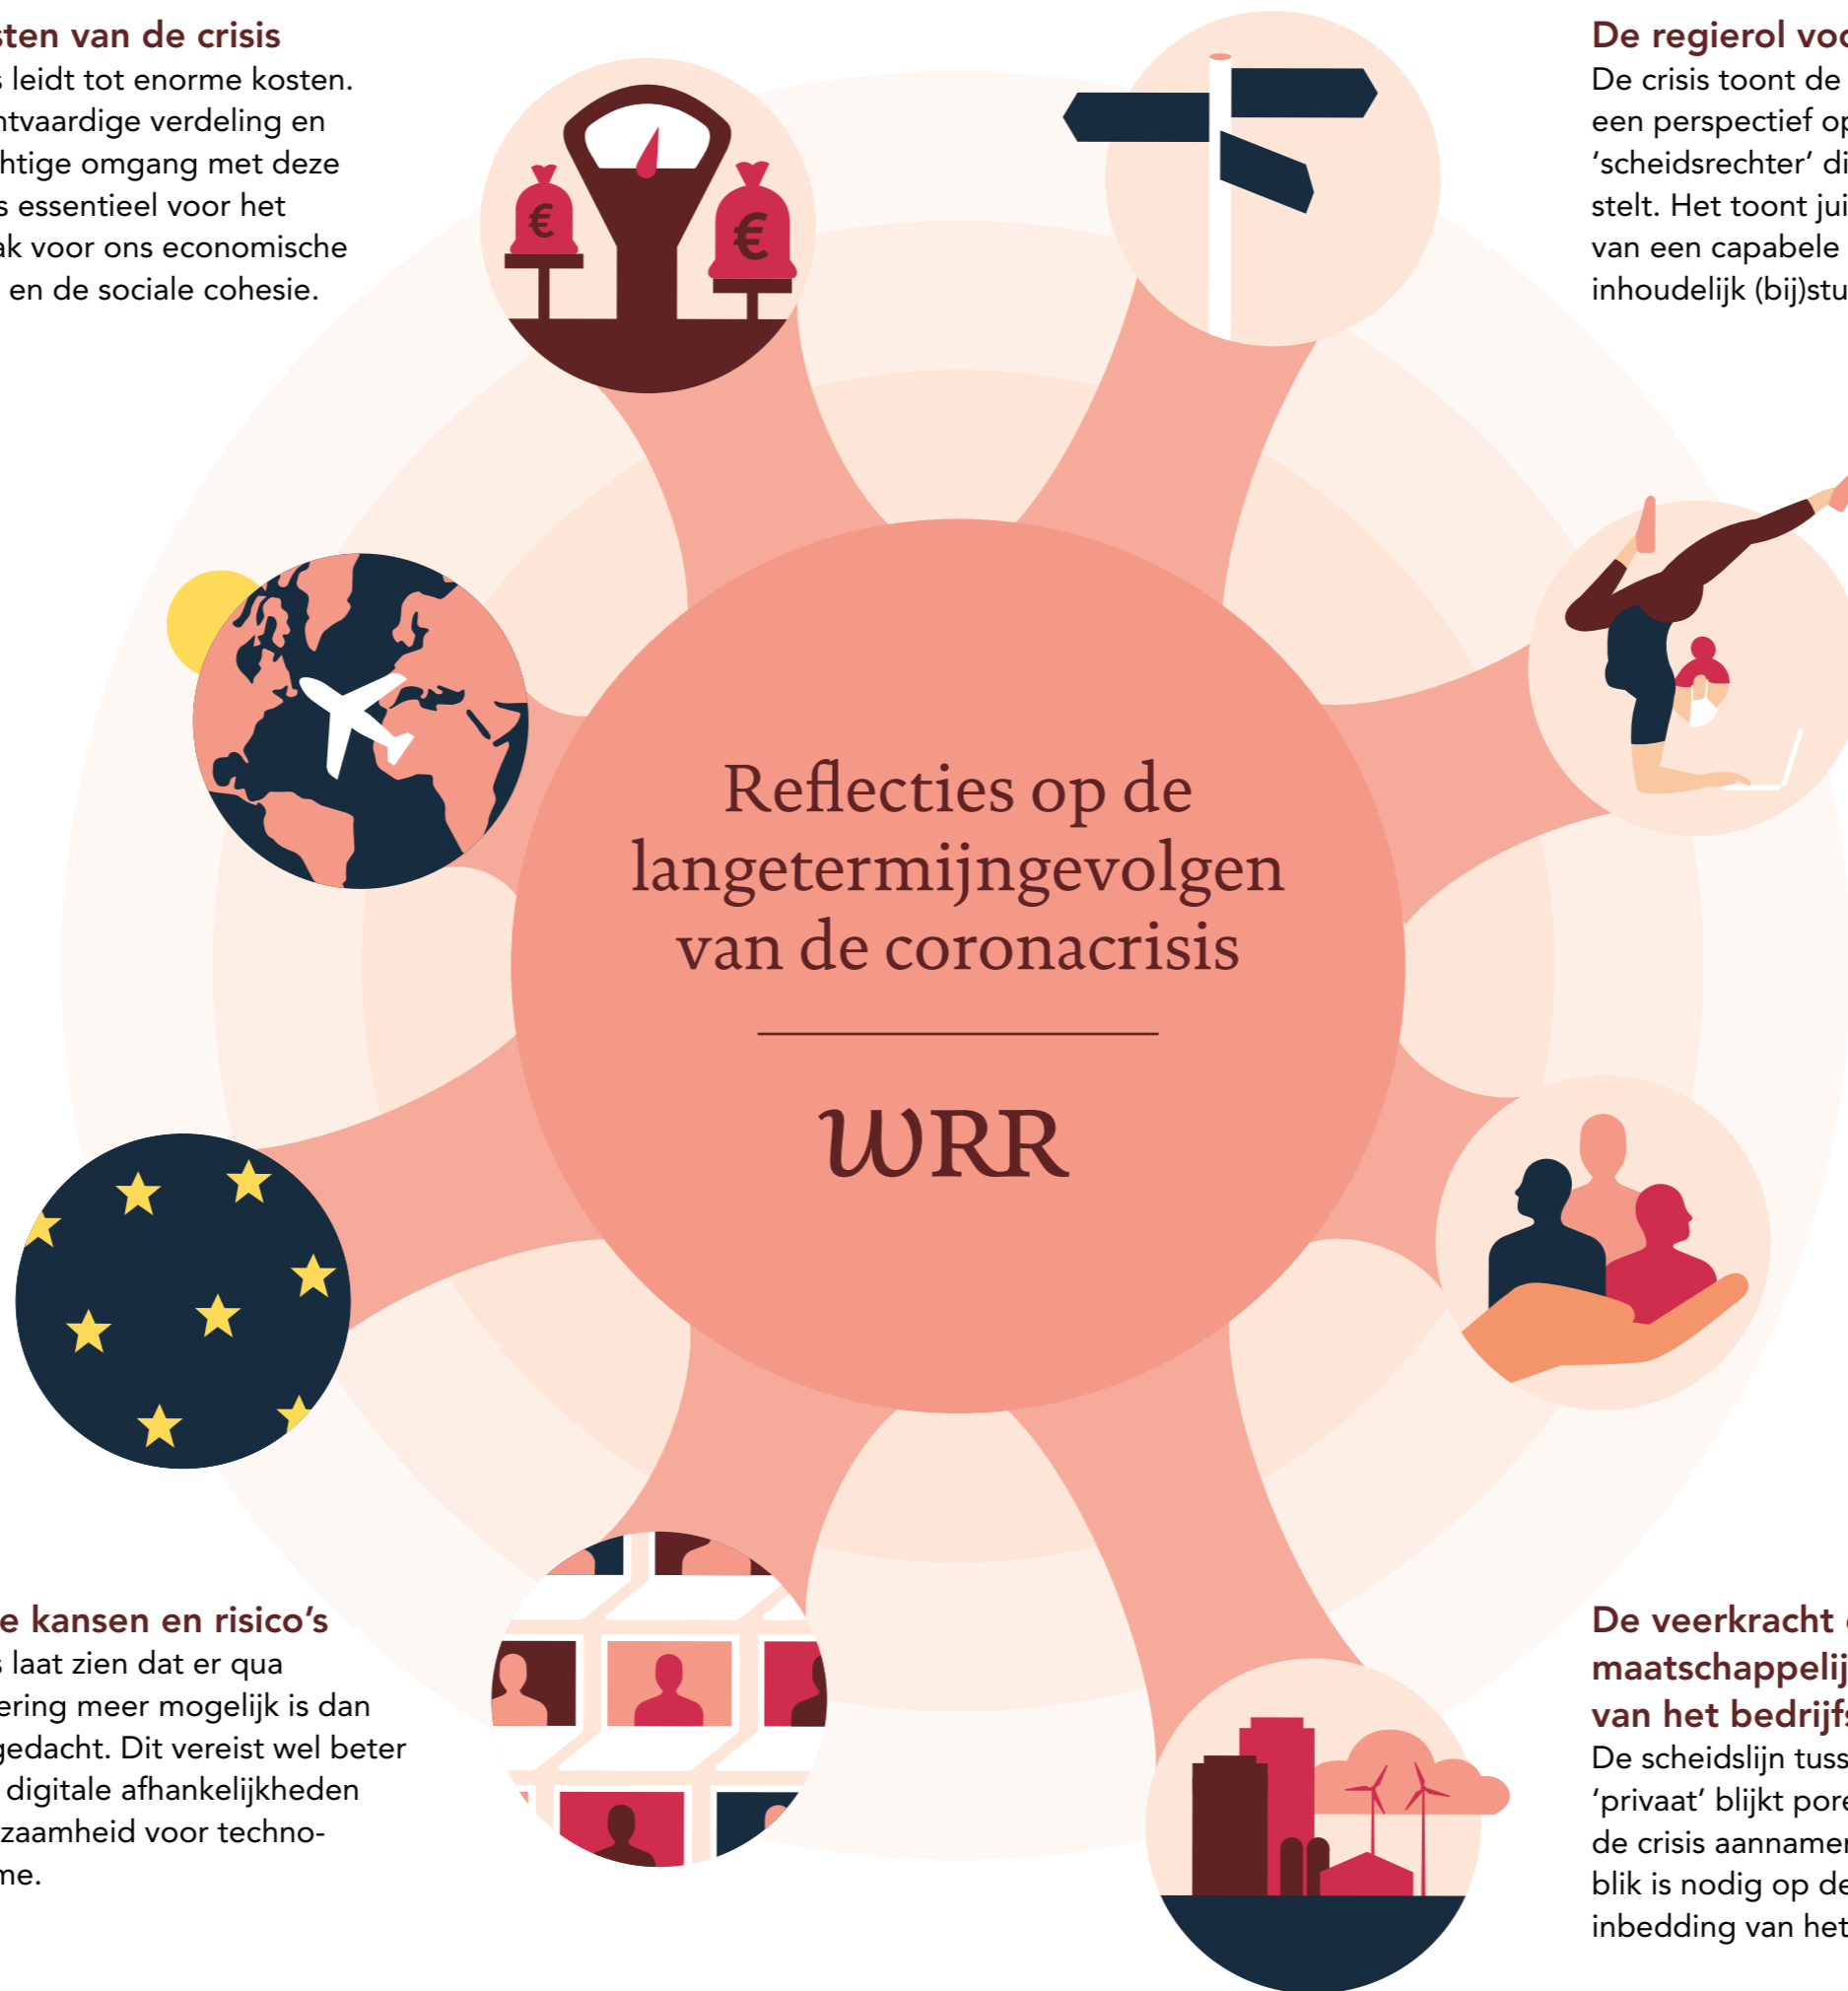 sten van de crisis
s leidt tot enorme kosten.
ntvaardige verdeling en
chtige omgang met deze
s essentieel voor het
ak voor ons economische
en de sociale cohesie.
De regierol voo
De crisis toont de
een perspectief op
‘scheidsrechter’ di
stelt. Het toont jui
van een capabele
inhoudelijk (bij)stu
€
€
Reflecties op de
langetermijngevolgen
van de coronacrisis
WRR
e kansen en risico’s
s laat zien dat er qua
ering meer mogelijk is dan
gedacht. Dit vereist wel beter
digitale afhankelijkheden
kzaamheid voor techno-
me.
De veerkracht
maatschappelij
van het bedrijfs
De scheidslijn tuss
‘privaat’ blijkt pore
de crisis aannamen
blik is nodig op de
inbedding van het